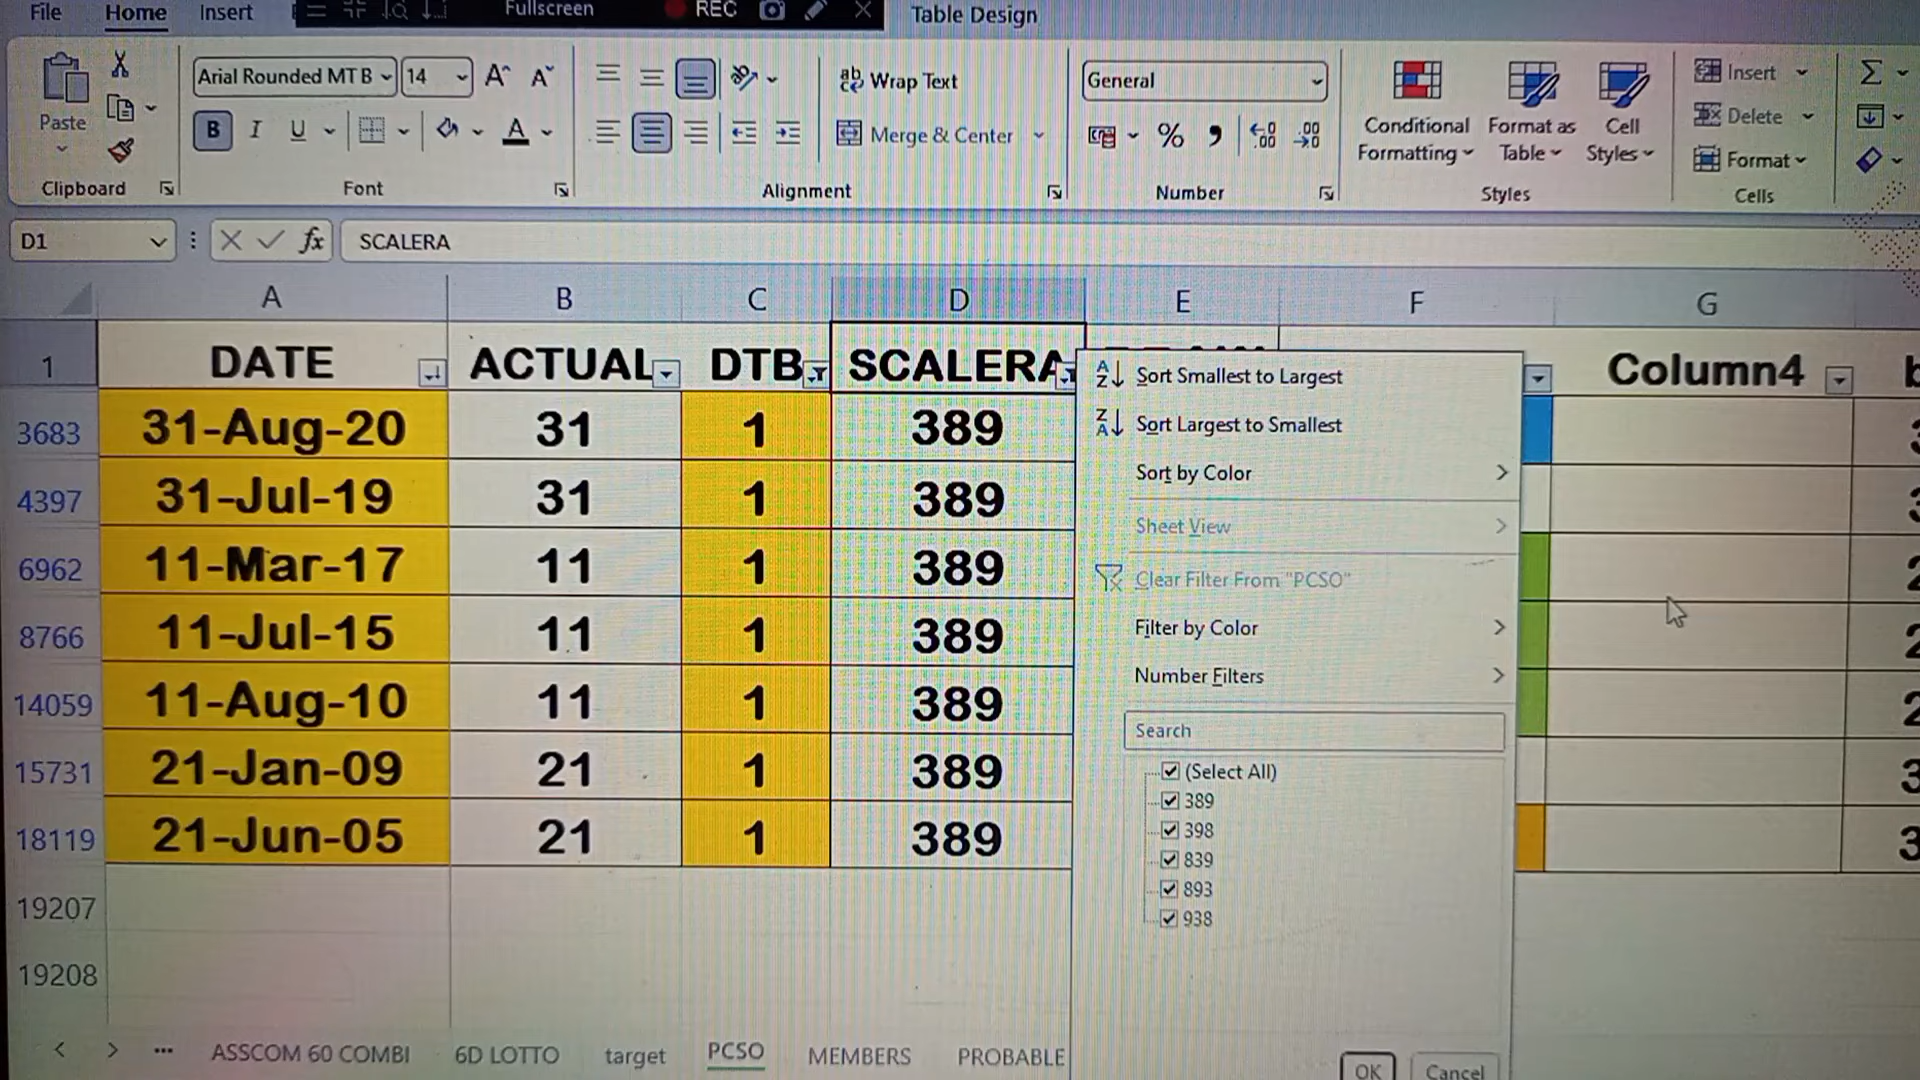 File Home Insert Fullscreen REC Table Design
Arial Rounded MT B 14 Wrap Text General
Paste Merge & Center Conditional Formatting Format as Table Cell Styles Insert Delete Format
Clipboard Font Alignment Number Styles Cells
D1 fx SCALERA
A B C D E F G
1 DATE ACTUAL DTB SCALERA Column4
3683 31-Aug-20 31 1 389
4397 31-Jul-19 31 1 389
6962 11-Mar-17 11 1 389
8766 11-Jul-15 11 1 389
14059 11-Aug-10 11 1 389
15731 21-Jan-09 21 1 389
18119 21-Jun-05 21 1 389
19207
19208
Sort Smallest to Largest
Sort Largest to Smallest
Sort by Color
Sheet View
Clear Filter From "PCSO"
Filter by Color
Number Filters
Search
(Select All)
389
398
839
893
938
OK Cancel
ASSCOM 60 COMBI 6D LOTTO target PCSO MEMBERS PROBABLE